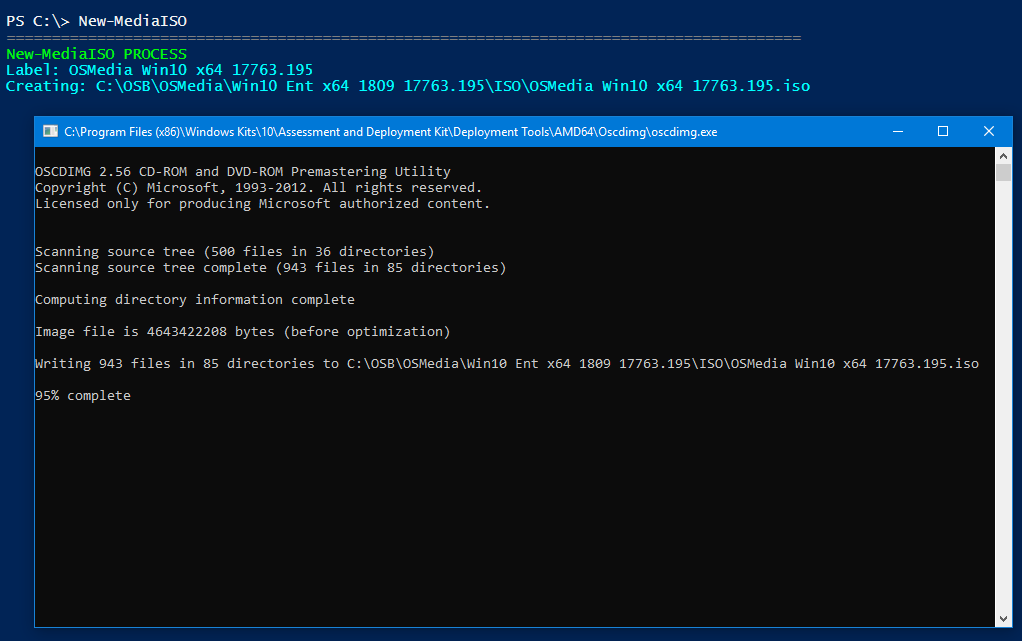 PS C:\> New-MediaISO
========================================================================================
New-MediaISO PROCESS
Label: OSMedia Win10 x64 17763.195
Creating: C:\OSB\OSMedia\Win10 Ent x64 1809 17763.195\ISO\OSMedia Win10 x64 17763.195.iso
C:\Program Files (x86)\Windows Kits\10\Assessment and Deployment Kit\Deployment Tools\AMD64\Oscdimg\oscdimg.exe
OSCDIMG 2.56 CD-ROM and DVD-ROM Premastering Utility
Copyright (C) Microsoft, 1993-2012. All rights reserved.
Licensed only for producing Microsoft authorized content.
Scanning source tree (500 files in 36 directories)
Scanning source tree complete (943 files in 85 directories)
Computing directory information complete
Image file is 4643422208 bytes (before optimization)
Writing 943 files in 85 directories to C:\OSB\OSMedia\Win10 Ent x64 1809 17763.195\ISO\OSMedia Win10 x64 17763.195.iso
95% complete